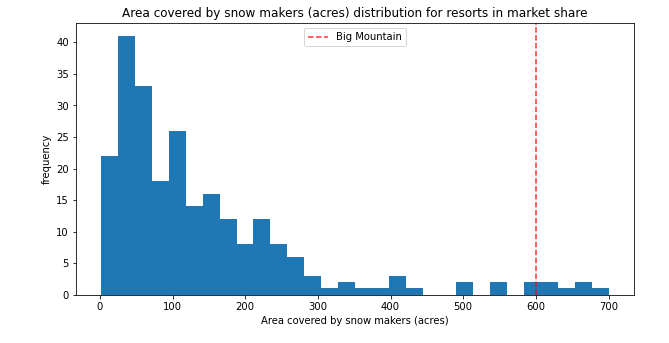 Area covered by snow makers (acres) distribution for resorts in market share
Big Mountain
40
35
30
25
20
15
10
5
0
frequency
0 100 200 300 400 500 600 700
Area covered by snow makers (acres)